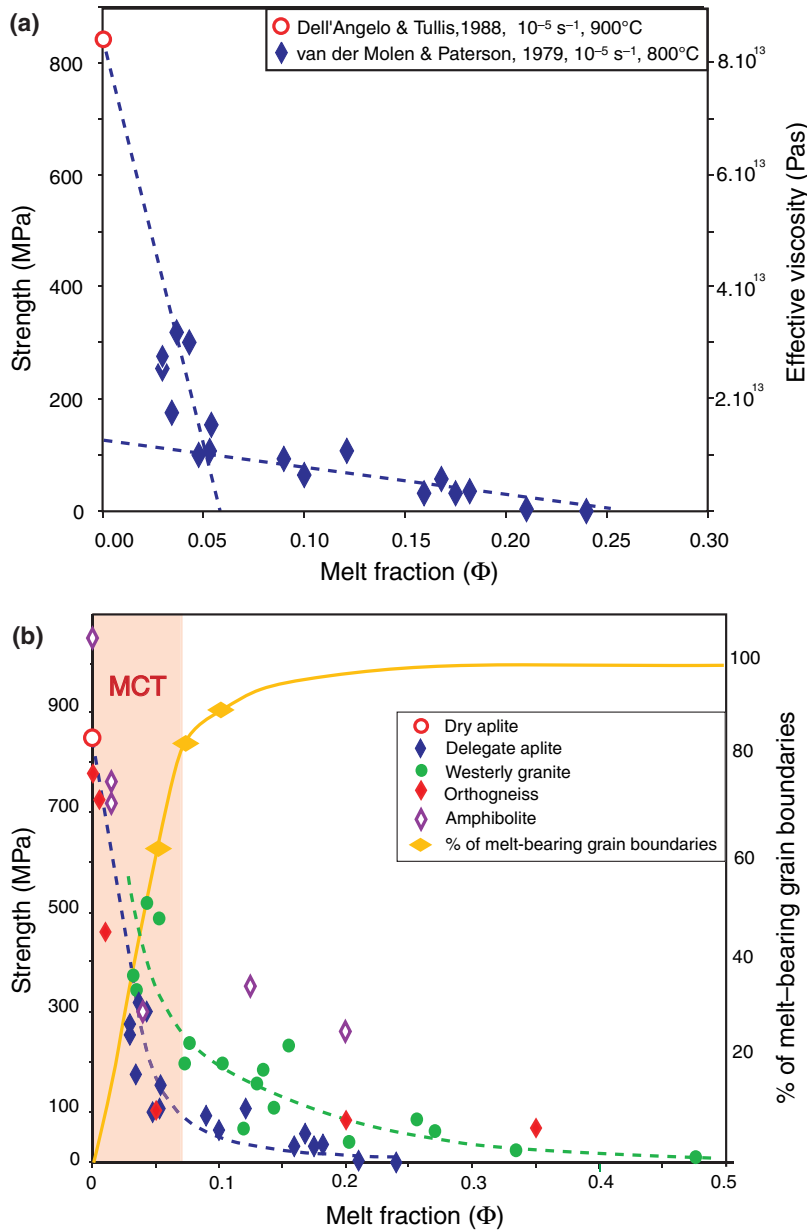 (a)
Dell'Angelo & Tullis,1988, 10⁻⁵ s⁻¹, 900°C
van der Molen & Paterson, 1979, 10⁻⁵ s⁻¹, 800°C
800
600
400
200
0
Strength (MPa)
8.10¹³
6.10¹³
4.10¹³
2.10¹³
Effective viscosity (Pas)
0.00 0.05 0.10 0.15 0.20 0.25 0.30
Melt fraction (Φ)
(b)
MCT
900
700
500
300
100
0
Strength (MPa)
Dry aplite
Delegate aplite
Westerly granite
Orthogneiss
Amphibolite
% of melt-bearing grain boundaries
100
80
60
40
20
% of melt–bearing grain boundaries
0 0.1 0.2 0.3 0.4 0.5
Melt fraction (Φ)